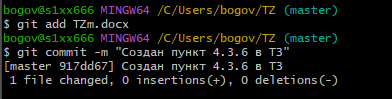 bogov@s1xx666 MINGW64 /C/Users/bogov/TZ (master)
$ git add TZm.docx
bogov@s1xx666 MINGW64 /C/Users/bogov/TZ (master)
$ git commit -m "Создан пункт 4.3.6 в ТЗ"
[master 917dd67] Создан пункт 4.3.6 в ТЗ
 1 file changed, 0 insertions(+), 0 deletions(-)